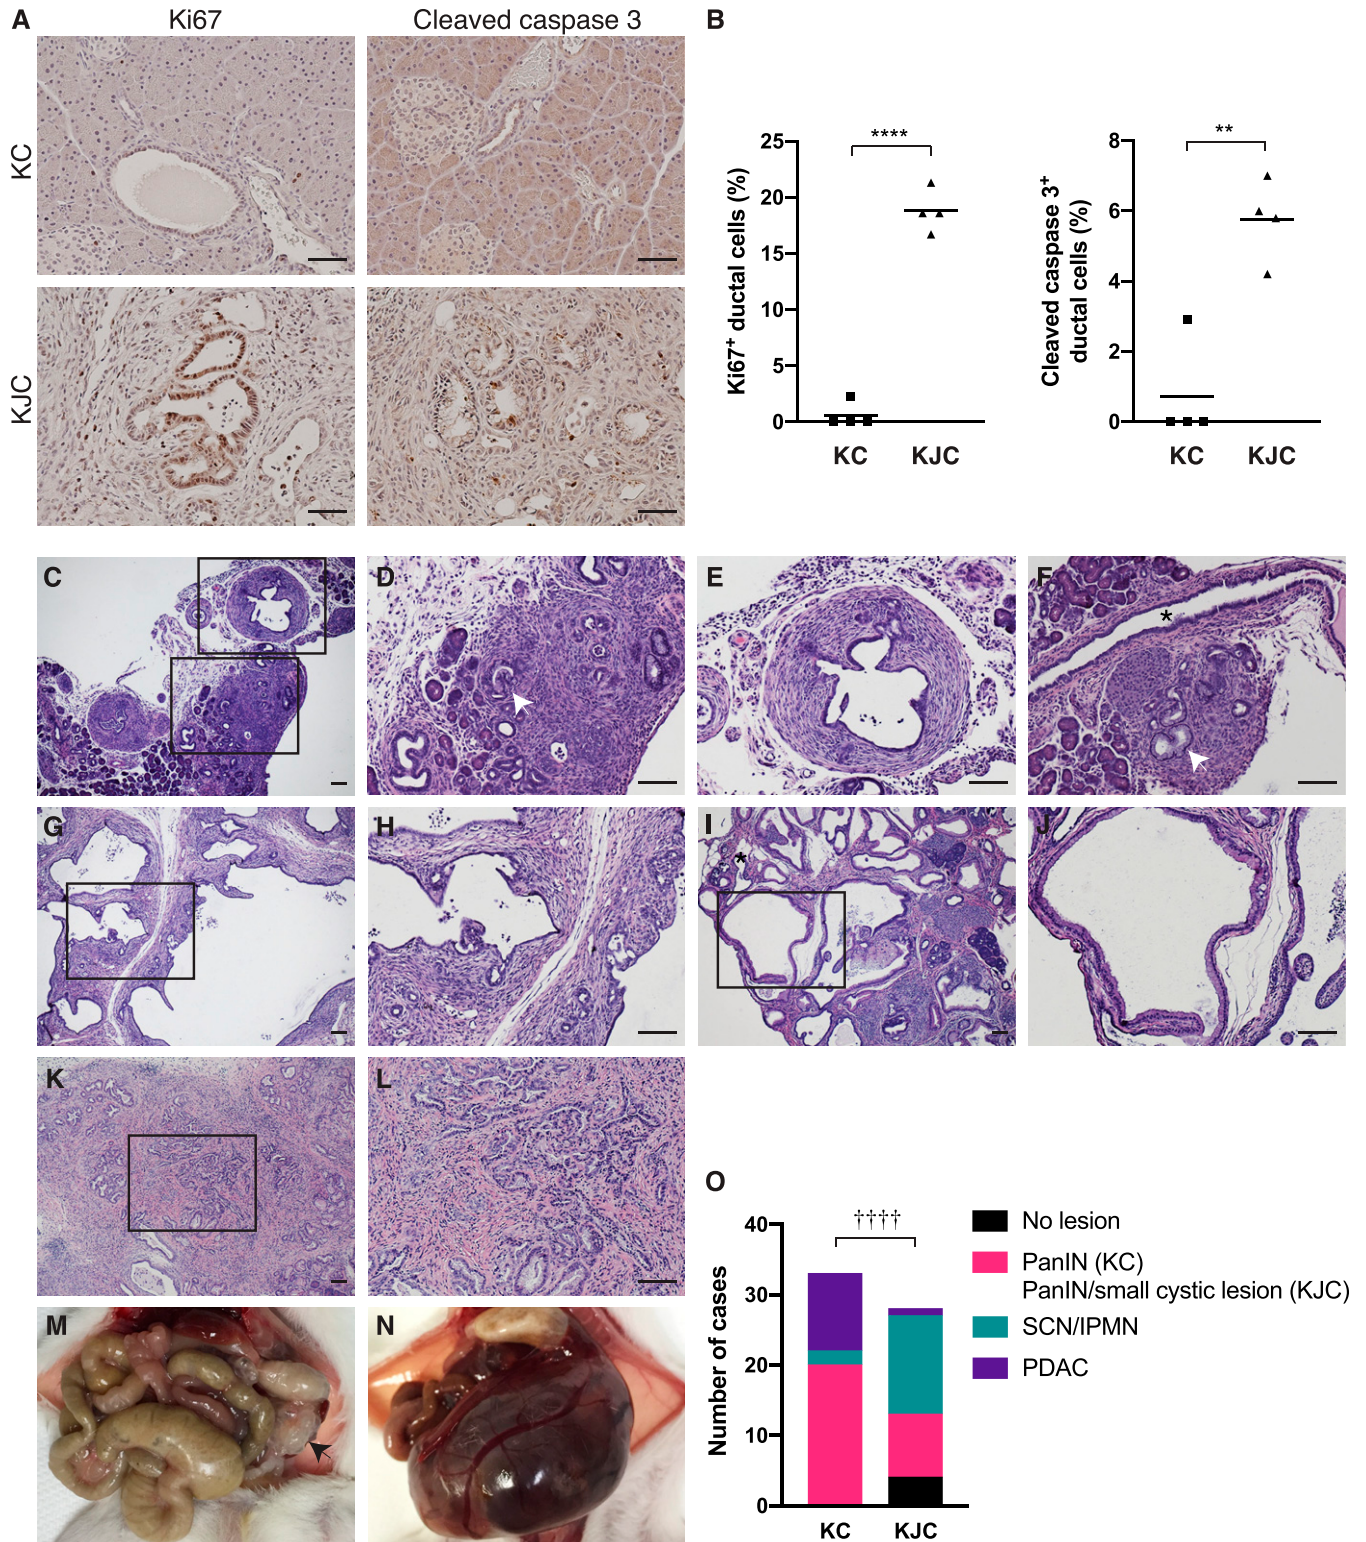 A
Ki67
Cleaved caspase 3
KC
KJC
B
Ki67+ ductal cells (%)
25
20
15
10
5
0
****
KC
KJC
Cleaved caspase 3+
ductal cells (%)
8
6
4
2
0
**
KC
KJC
C
D
E
F
*
G
H
I
*
J
K
L
M
N
O
Number of cases
40
30
20
10
0
††††
KC
KJC
No lesion
PanIN (KC)
PanIN/small cystic lesion (KJC)
SCN/IPMN
PDAC